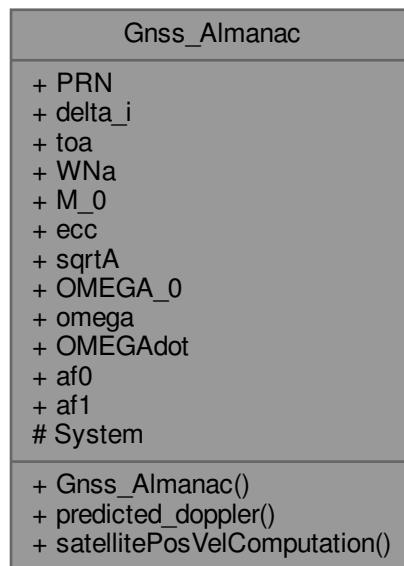 Gnss_Almanac
+ PRN
+ delta_i
+ toa
+ WNa
+ M_0
+ ecc
+ sqrtA
+ OMEGA_0
+ omega
+ OMEGAdot
+ af0
+ af1
# System
+ Gnss_Almanac()
+ predicted_doppler()
+ satellitePosVelComputation()